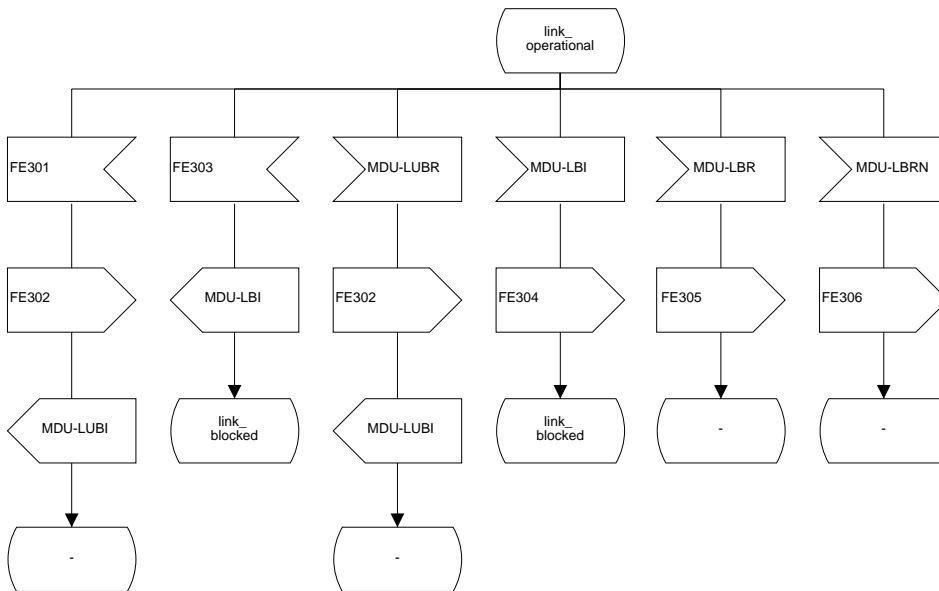 link_
operational
FE301
FE303
MDU-LUBR
MDU-LBI
MDU-LBR
MDU-LBRN
FE302
MDU-LBI
FE302
FE304
FE305
FE306
MDU-LUBI
link_
blocked
MDU-LUBI
link_
blocked
-
-
-
-